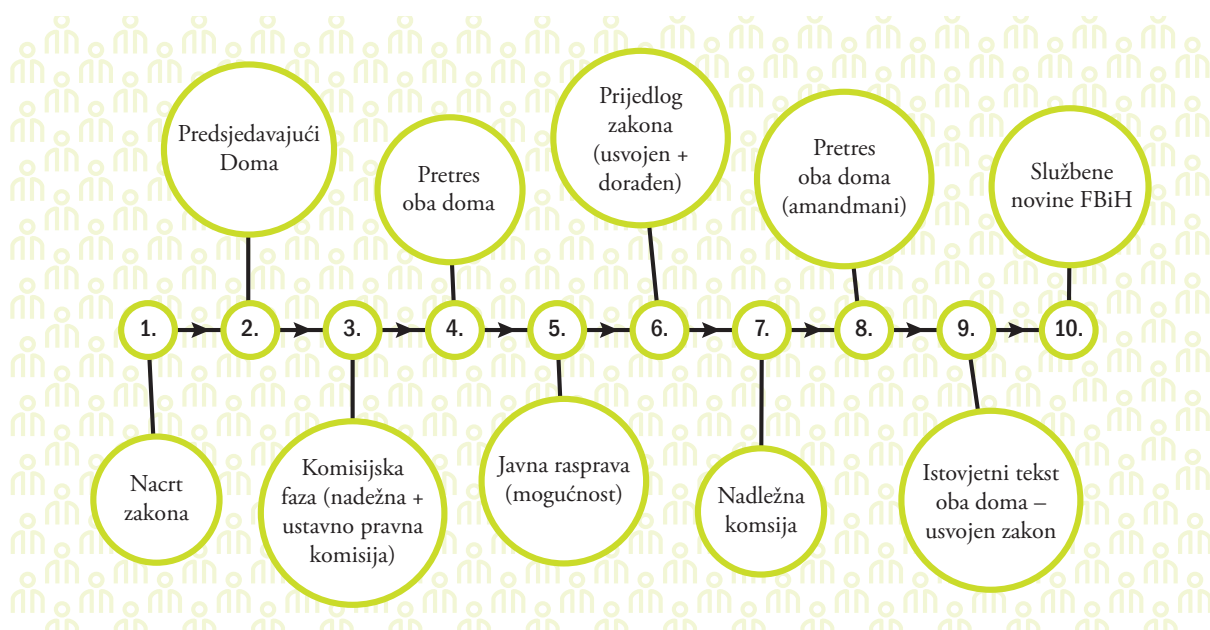 Predsjedavajući
Doma
Pretres
oba doma
Prijedlog
zakona
(usvojen +
dorađen)
Pretres
oba doma
(amandmani)
Službene
novine FBiH
1.
2.
3.
4.
5.
6.
7.
8.
9.
10.
Nacrt
zakona
Komisijska
faza (nadežna +
ustavno pravna
komisija)
Javna rasprava
(mogućnost)
Nadležna
komsija
Istovjetni tekst
oba doma –
usvojen zakon